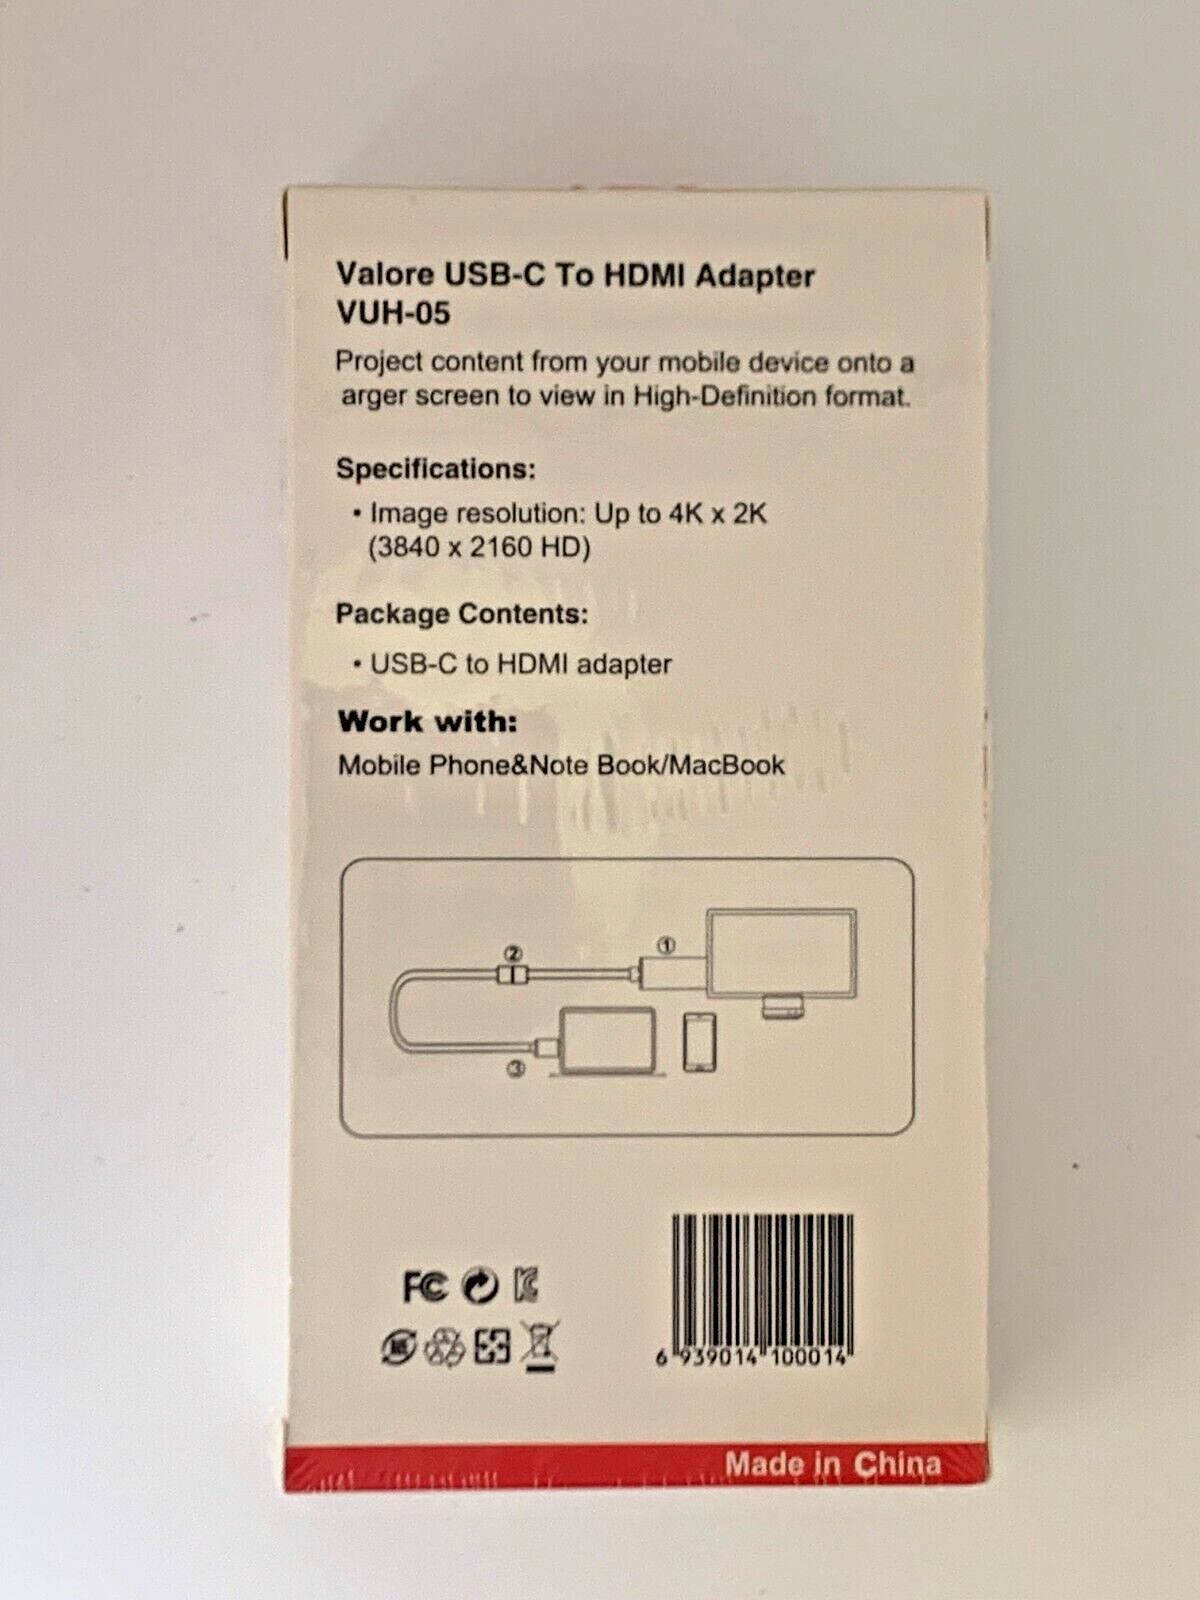 Valore USB-C To HDMI Adapter
VUH-05
Project content from your mobile device onto a
arger screen to view in High-Definition format.
Specifications:
• Image resolution: Up to 4K x 2K
(3840 x 2160 HD)
Package Contents:
• USB-C to HDMI adapter
Work with:
Mobile Phone&Note Book/MacBook
①
②
③
FC
6 939014 100014
Made in China